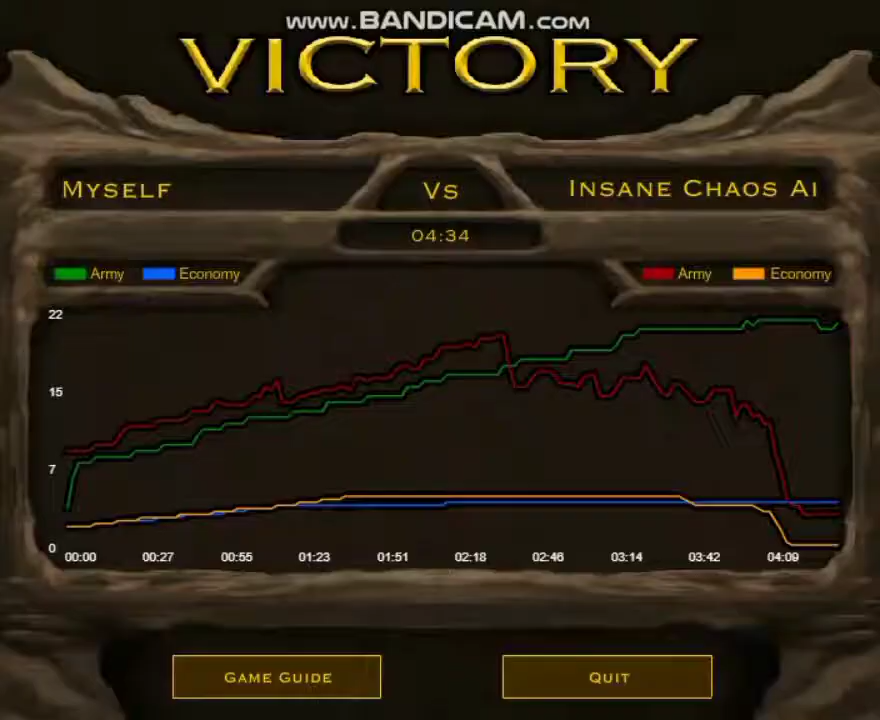 www.BANDICAM.com
VICTORY
MYSELF VS INSANE CHAOS AI
04:34
Army Economy Army Economy
22
15
7
0
00:00 00:27 00:55 01:23 01:51 02:18 02:46 03:14 03:42 04:09
GAME GUIDE QUIT